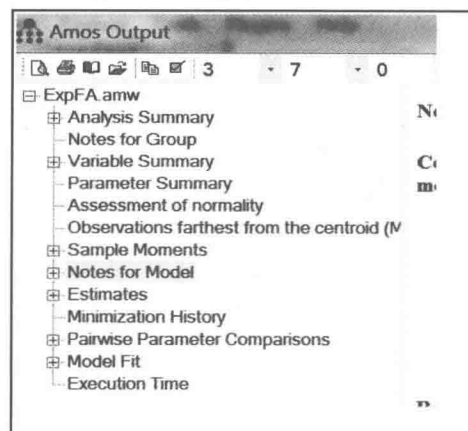 Amos Output
3 7 0
ExpFA.amw
Analysis Summary
Notes for Group
Variable Summary
Parameter Summary
Assessment of normality
Observations farthest from the centroid (M
Sample Moments
Notes for Model
Estimates
Minimization History
Pairwise Parameter Comparisons
Model Fit
Execution Time